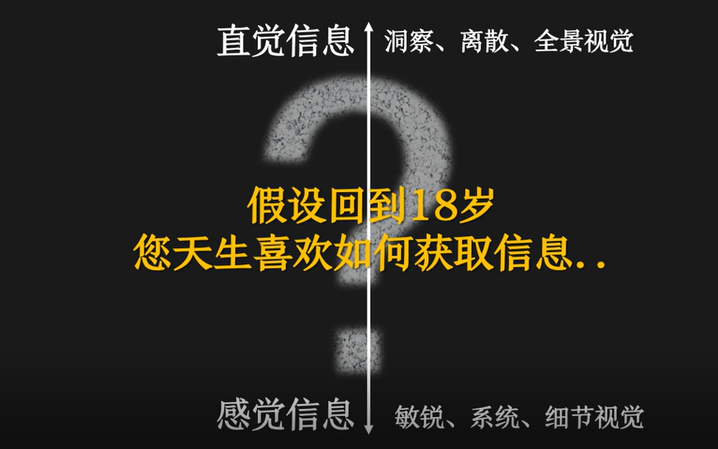 直觉信息 洞察、离散、全景视觉
假设回到18岁
您天生喜欢如何获取信息..
感觉信息 敏锐、系统、细节视觉